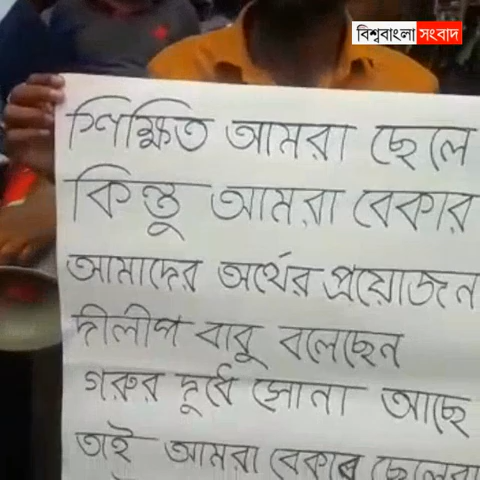 বিশ্ববাংলা সংবাদ
শিক্ষিত আমরা ছেলে
কিন্তু আমরা বেকার
আমাদের অর্থের প্রয়োজন
দীলীপ বাবু বলেছেন
গরুর দুধে সোনা আছে
তাই আমরা বেকার ছেলেরা